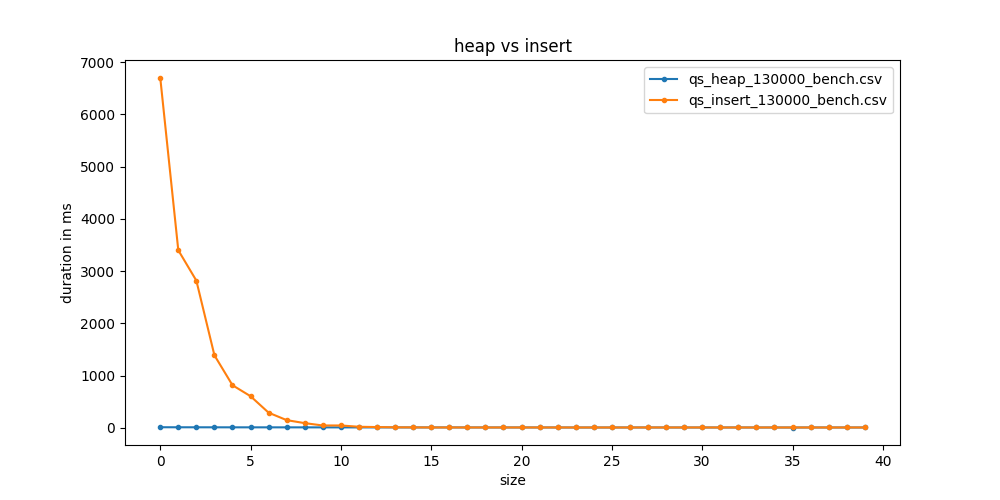 heap vs insert
qs_heap_130000_bench.csv
qs_insert_130000_bench.csv
duration in ms
7000
6000
5000
4000
3000
2000
1000
0
0 5 10 15 20 25 30 35 40
size